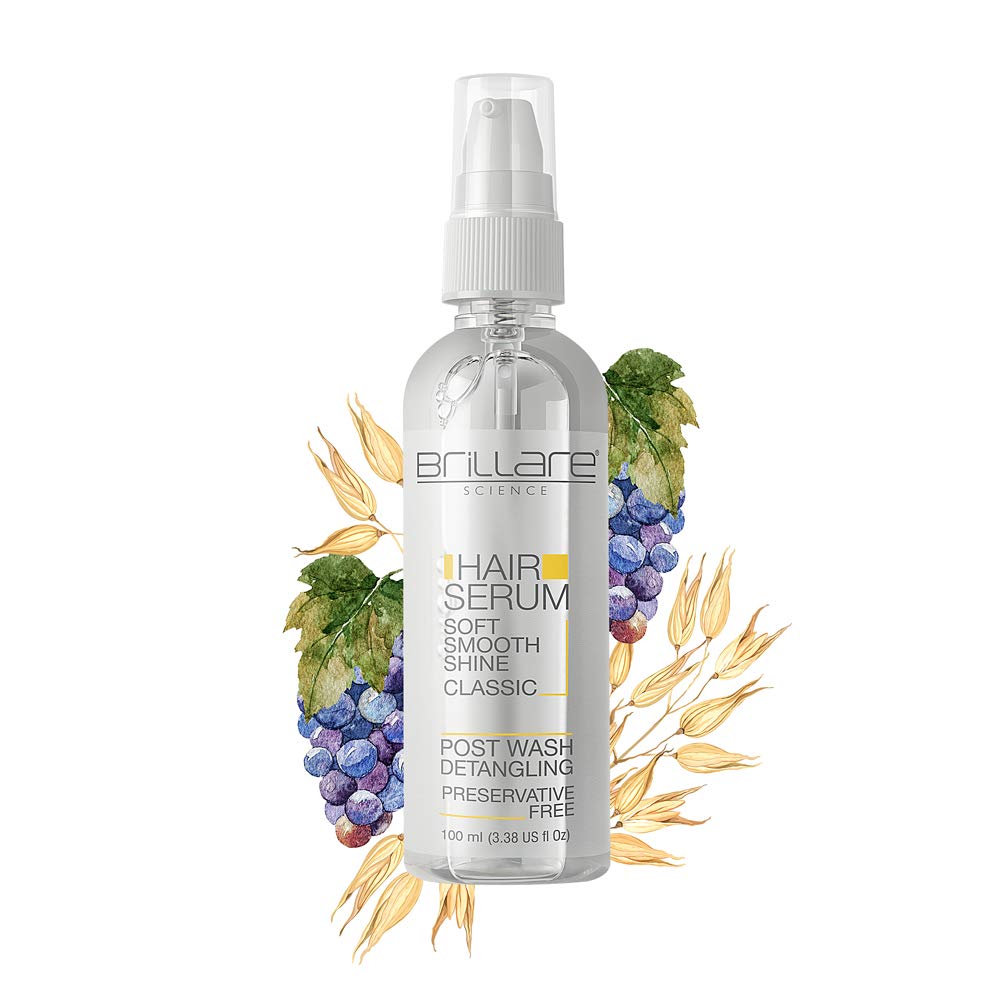 BRILLARE®
SCIENCE
HAIR
SERUM
SOFT
SMOOTH
SHINE
CLASSIC
POST WASH
DETANGLING
PRESERVATIVE
FREE
100 ml (3.38 US fl Oz)